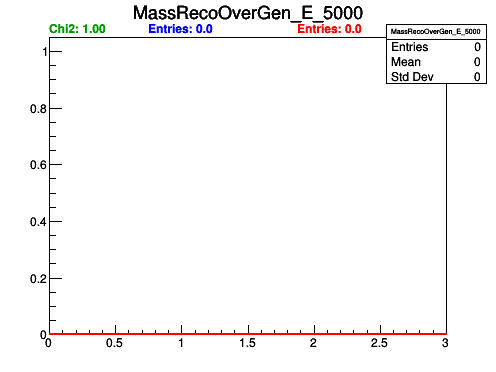 MassRecoOverGen_E_5000
Chi2: 1.00 Entries: 0.0 Entries: 0.0
MassRecoOverGen_E_5000
Entries 0
Mean 0
Std Dev 0
1
0.8
0.6
0.4
0.2
0
0 0.5 1 1.5 2 2.5 3